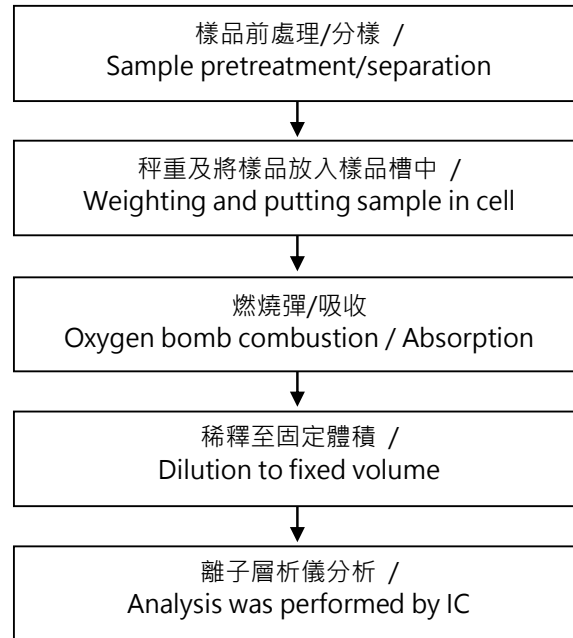 樣品前處理/分樣 /
Sample pretreatment/separation
秤重及將樣品放入樣品槽中 /
Weighting and putting sample in cell
燃燒彈/吸收
Oxygen bomb combustion / Absorption
稀釋至固定體積 /
Dilution to fixed volume
離子層析儀分析 /
Analysis was performed by IC